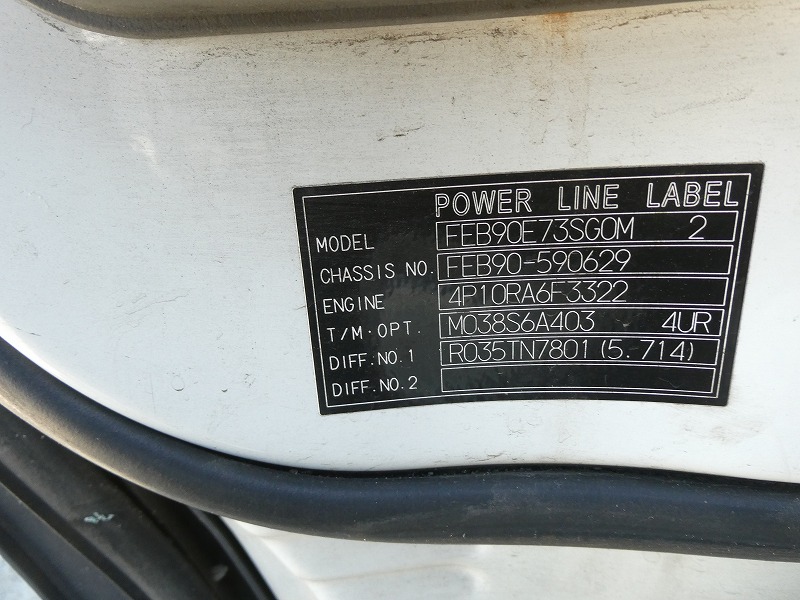 POWER LINE LABEL
MODEL FEB90E73SG0M 2
CHASSIS NO. FEB90-590629
ENGINE 4P10RA6F3322
T/M·OPT. M038S6A403 4UR
DIFF.NO.1 R035TN7801(5.714)
DIFF.NO.2